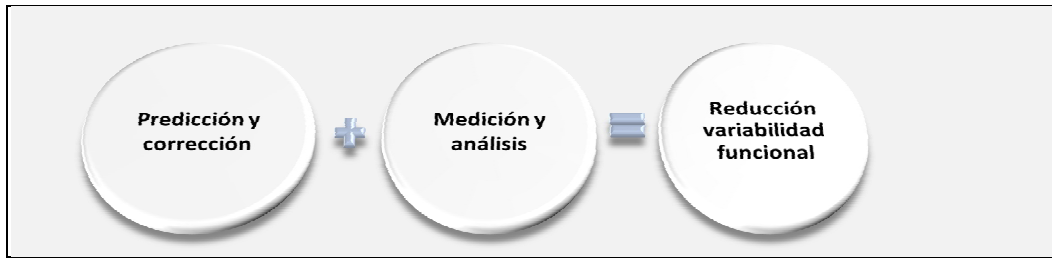 Predicción y
corrección
+
Medición y
análisis
=
Reducción
variabilidad
funcional